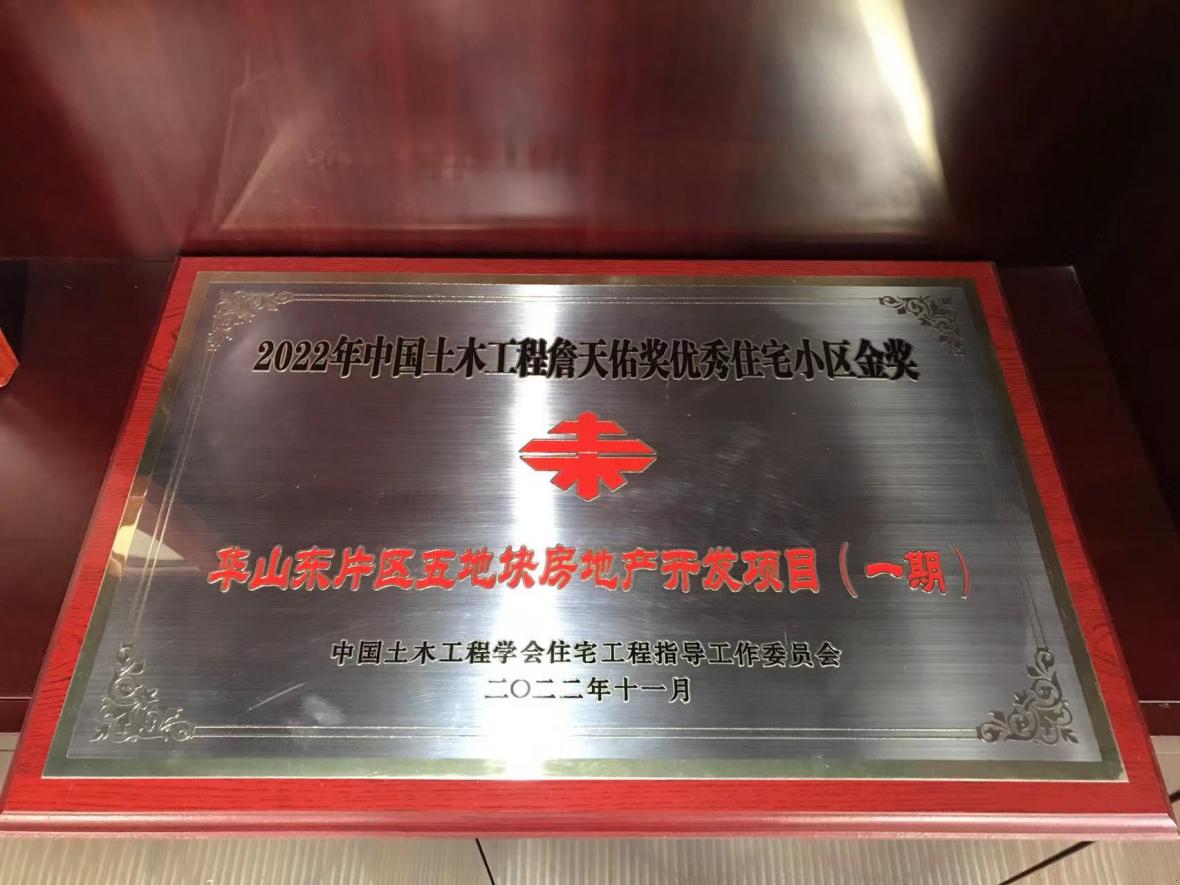 2022年中国土木工程詹天佑奖优秀住宅小区金奖
华山东片区五地块房地产开发项目（一期）
中国土木工程学会住宅工程指导工作委员会
二〇二二年十一月